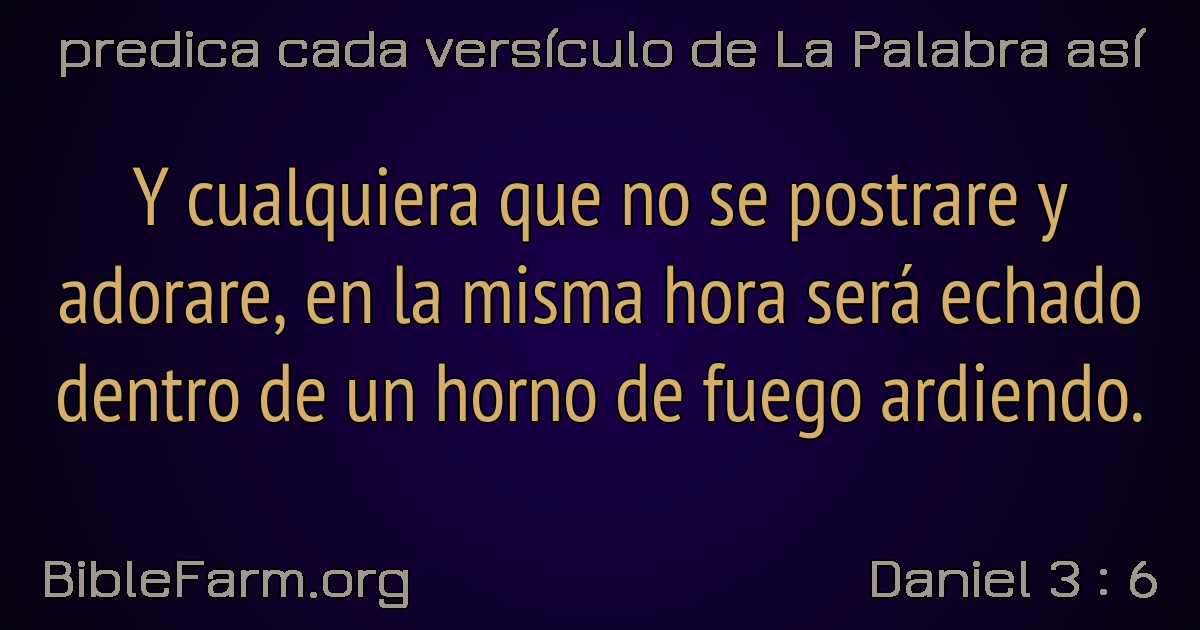 predica cada versículo de La Palabra así
Y cualquiera que no se postrare y
adorare, en la misma hora será echado
dentro de un horno de fuego ardiendo.
BibleFarm.org
Daniel 3 : 6